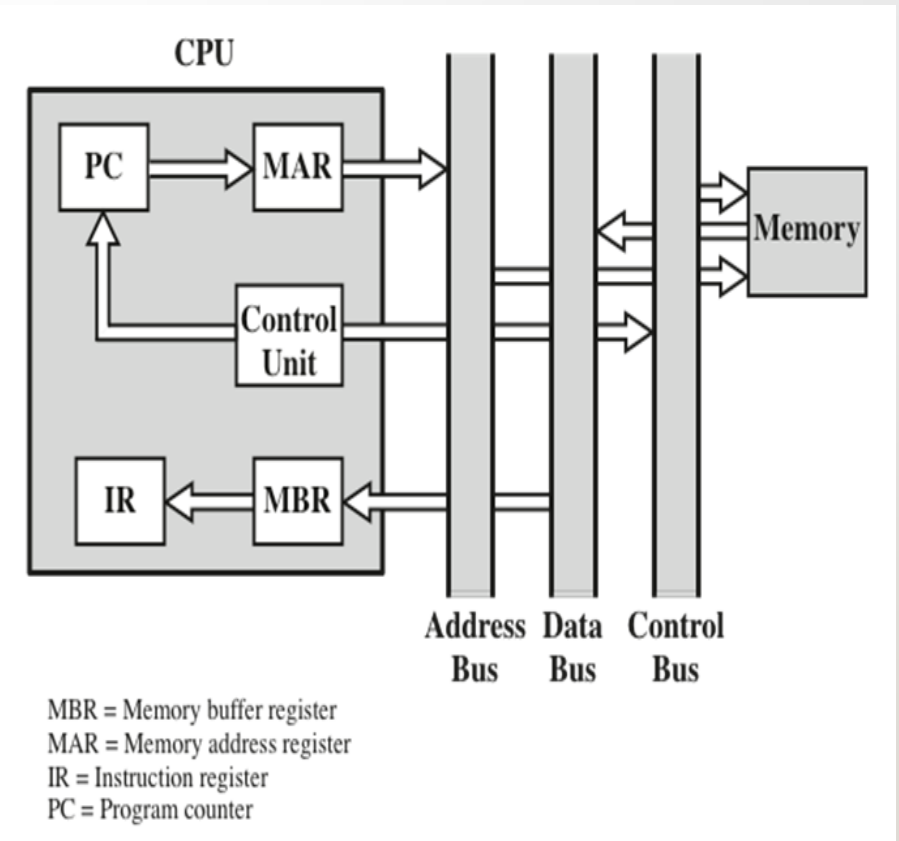 CPU
PC
MAR
Memory
Control
Unit
IR
MBR
Address Data Control
Bus Bus Bus
MBR = Memory buffer register
MAR = Memory address register
IR = Instruction register
PC = Program counter